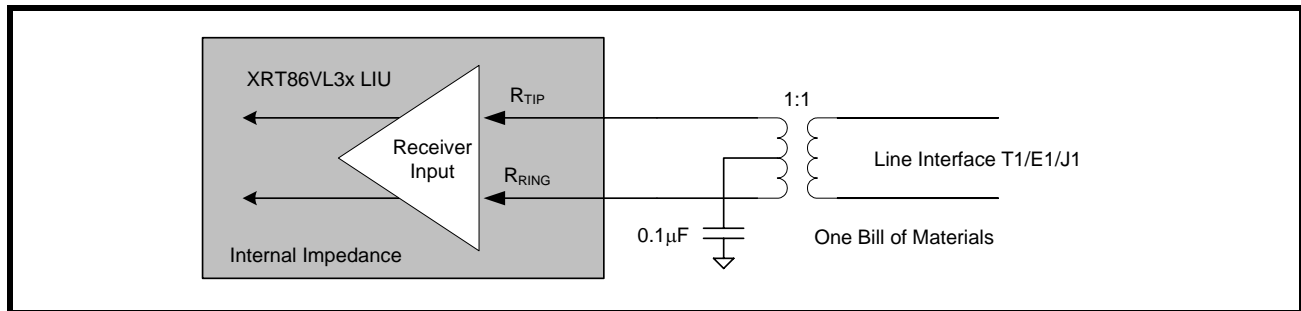 XRT86VL3x LIU
Receiver
Input
Internal Impedance
RTIP
RRING
1:1
0.1μF
Line Interface T1/E1/J1
One Bill of Materials